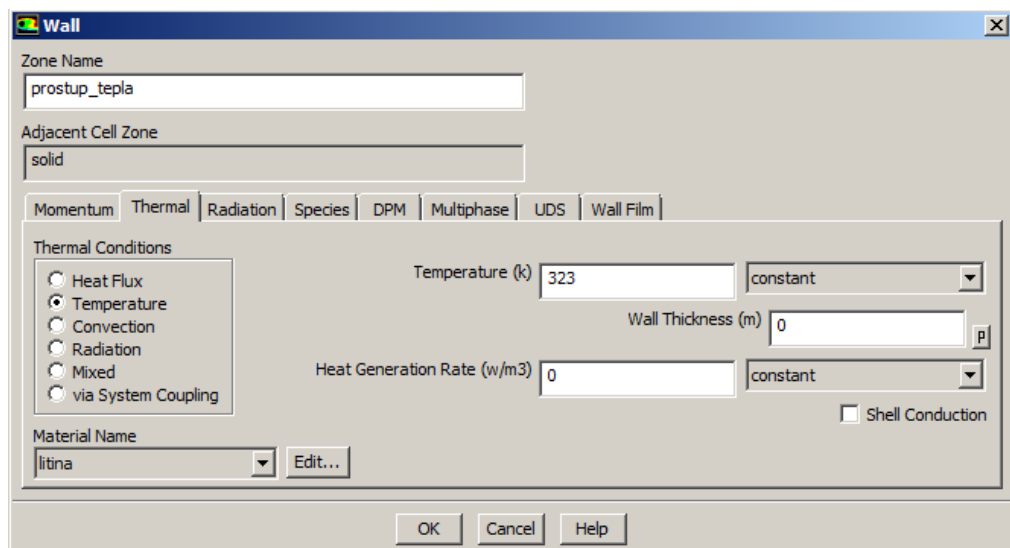 Wall
Zone Name
prostup_tepla
Adjacent Cell Zone
solid
Momentum Thermal Radiation Species DPM Multiphase UDS Wall Film
Thermal Conditions
Heat Flux
Temperature
Convection
Radiation
Mixed
via System Coupling
Temperature (k) 323 constant
Wall Thickness (m) 0 P
Heat Generation Rate (w/m3) 0 constant
Shell Conduction
Material Name
litina Edit...
OK Cancel Help